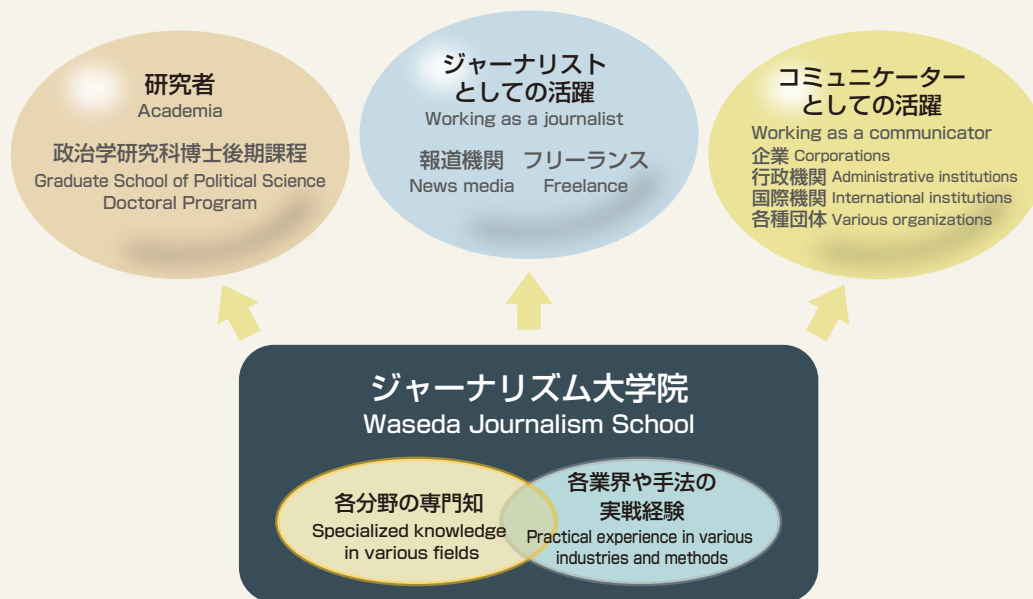 研究者
Academia
政治学研究科博士後期課程
Graduate School of Political Science
Doctoral Program
ジャーナリスト
としての活躍
Working as a journalist
報道機関 フリーランス
News media Freelance
コミュニケーター
としての活躍
Working as a communicator
企業 Corporations
行政機関 Administrative institutions
国際機関 International institutions
各種団体 Various organizations
ジャーナリズム大学院
Waseda Journalism School
各分野の専門知
Specialized knowledge
in various fields
各業界や手法の
実戦経験
Practical experience in various
industries and methods